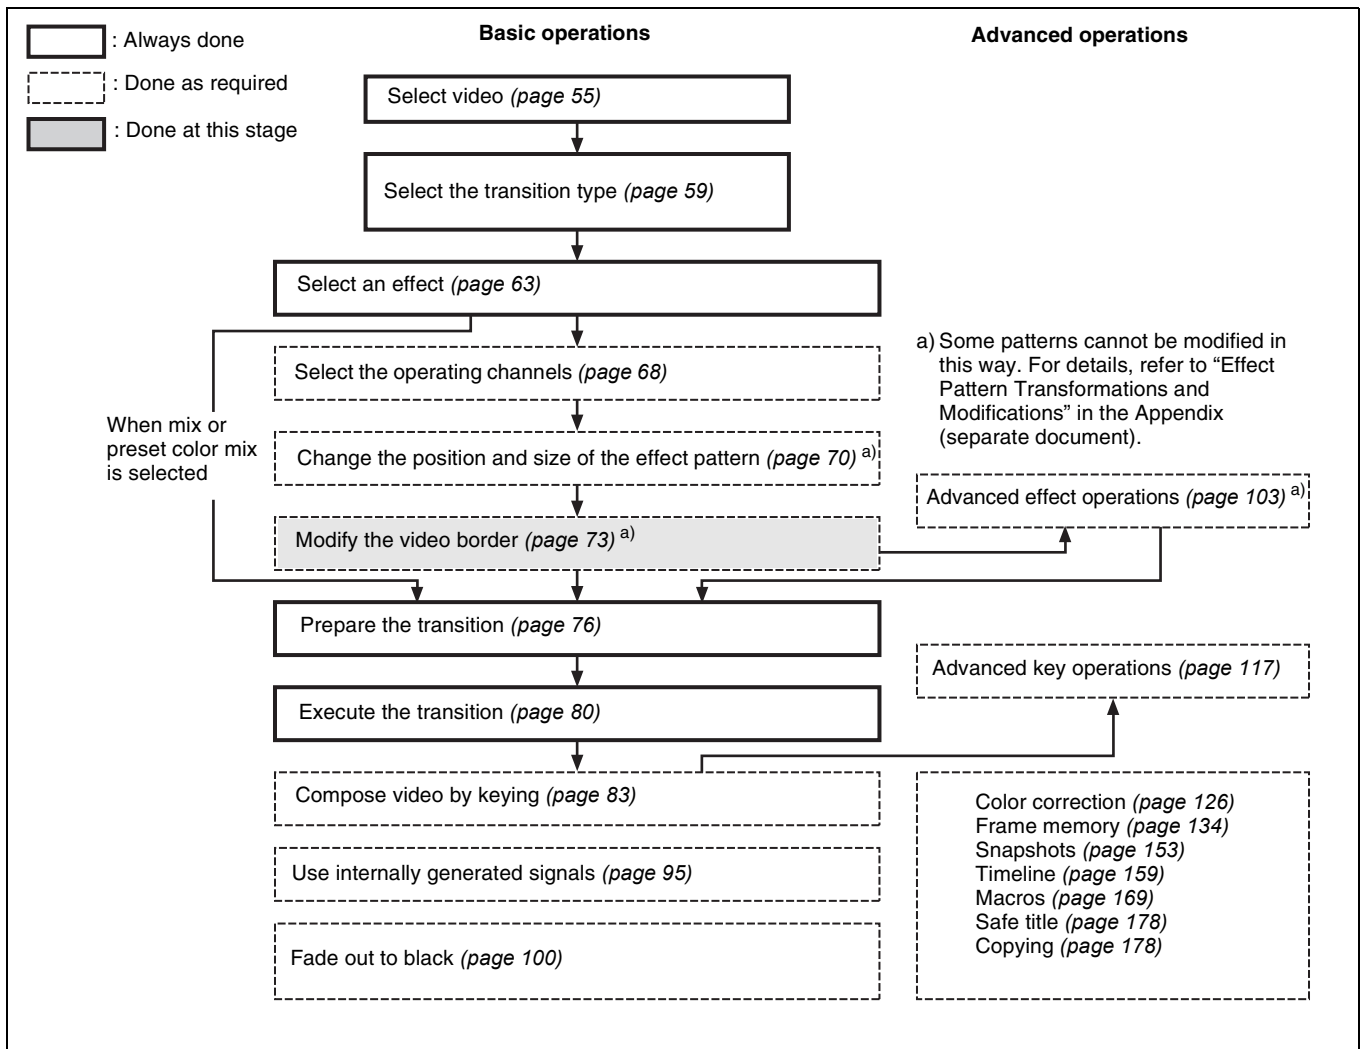 : Always done
: Done as required
: Done at this stage
Basic operations
Advanced operations
Select video (page 55)
Select the transition type (page 59)
Select an effect (page 63)
Select the operating channels (page 68)
When mix or
preset color mix
is selected
Change the position and size of the effect pattern (page 70) a)
Modify the video border (page 73) a)
a) Some patterns cannot be modified in
this way. For details, refer to “Effect
Pattern Transformations and
Modifications” in the Appendix
(separate document).
Advanced effect operations (page 103) a)
Prepare the transition (page 76)
Execute the transition (page 80)
Advanced key operations (page 117)
Compose video by keying (page 83)
Use internally generated signals (page 95)
Fade out to black (page 100)
Color correction (page 126)
Frame memory (page 134)
Snapshots (page 153)
Timeline (page 159)
Macros (page 169)
Safe title (page 178)
Copying (page 178)